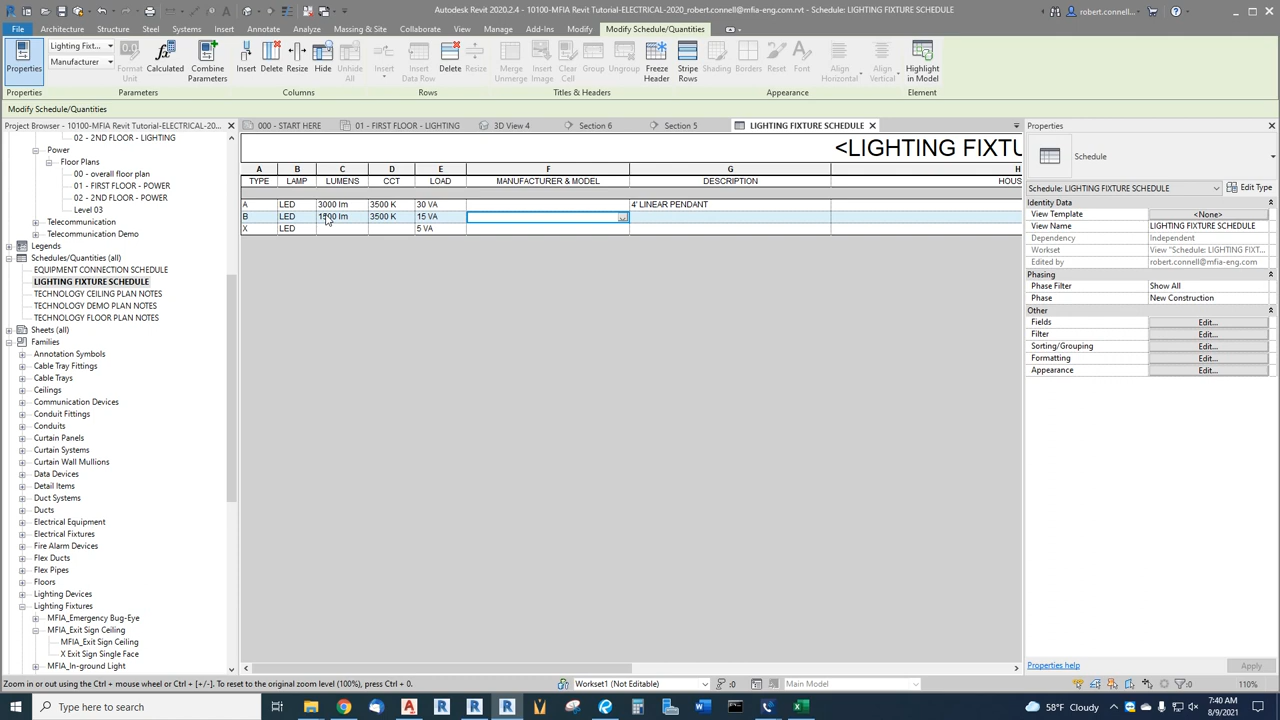 Autodesk Revit 2020.2.4 - 10100-MFIA Revit Tutorial-ELECTRICAL-2020_robert.connell@mfia-eng.com.rvt - Schedule: LIGHTING FIXTURE SCHEDULE
robert.connell...
File Architecture Structure Steel Systems Insert Annotate Analyze Massing & Site Collaborate View Manage Add-Ins Modify Modify Schedule/Quantities
Lighting Fixt...
Manufacturer
Properties
Format Unit
Calculated
Combine Parameters
Insert
Delete
Resize
Hide
Unhide All
Insert
Insert Data Row
Delete
Resize
Merge Unmerge
Insert Image
Clear Cell
Group
Ungroup
Freeze Header
Stripe Rows
Shading
Borders
Reset
Font
Align Horizontal
Align Vertical
Highlight in Model
Properties
Parameters
Columns
Rows
Titles & Headers
Appearance
Element
Modify Schedule/Quantities
Project Browser - 10100-MFIA Revit Tutorial-ELECTRICAL-20...
02 - 2ND FLOOR - LIGHTING
Power
Floor Plans
00 - overall floor plan
01 - FIRST FLOOR - POWER
02 - 2ND FLOOR - POWER
Level 03
Telecommunication
Telecommunication Demo
Legends
Schedules/Quantities (all)
EQUIPMENT CONNECTION SCHEDULE
LIGHTING FIXTURE SCHEDULE
TECHNOLOGY CEILING PLAN NOTES
TECHNOLOGY DEMO PLAN NOTES
TECHNOLOGY FLOOR PLAN NOTES
Sheets (all)
Families
Annotation Symbols
Cable Tray Fittings
Cable Trays
Ceilings
Communication Devices
Conduit Fittings
Conduits
Curtain Panels
Curtain Systems
Curtain Wall Mullions
Data Devices
Detail Items
Duct Systems
Ducts
Electrical Equipment
Electrical Fixtures
Fire Alarm Devices
Flex Ducts
Flex Pipes
Floors
Lighting Devices
Lighting Fixtures
MFIA_Emergency Bug-Eye
MFIA_Exit Sign Ceiling
MFIA_Exit Sign Ceiling
X Exit Sign Single Face
MFIA_In-ground Light
000 - START HERE
01 - FIRST FLOOR - LIGHTING
3D View 4
Section 6
Section 5
LIGHTING FIXTURE SCHEDULE
<LIGHTING FIXTU
A B C D E F G H
TYPE LAMP LUMENS CCT LOAD MANUFACTURER & MODEL DESCRIPTION HOUS
A LED 3000 lm 3500 K 30 VA 4' LINEAR PENDANT
B LED 1500 lm 3500 K 15 VA
X LED 5 VA
Properties
Schedule
Schedule: LIGHTING FIXTURE SCHEDULE Edit Type
Identity Data
View Template <None>
View Name LIGHTING FIXTURE SCHEDULE
Dependency Independent
Workset View "Schedule: LIGHTING FIXT...
Edited by robert.connell@mfia-eng.com
Phasing
Phase Filter Show All
Phase New Construction
Other
Fields Edit...
Filter Edit...
Sorting/Grouping Edit...
Formatting Edit...
Appearance Edit...
Properties help
Apply
Zoom in or out using the Ctrl + mouse wheel or Ctrl + [+/-]. To reset to the original zoom level (100%), press Ctrl + 0.
Workset1 (Not Editable)
:0
Main Model
:0
110%
Type here to search
58°F Cloudy
7:40 AM
8/9/2021